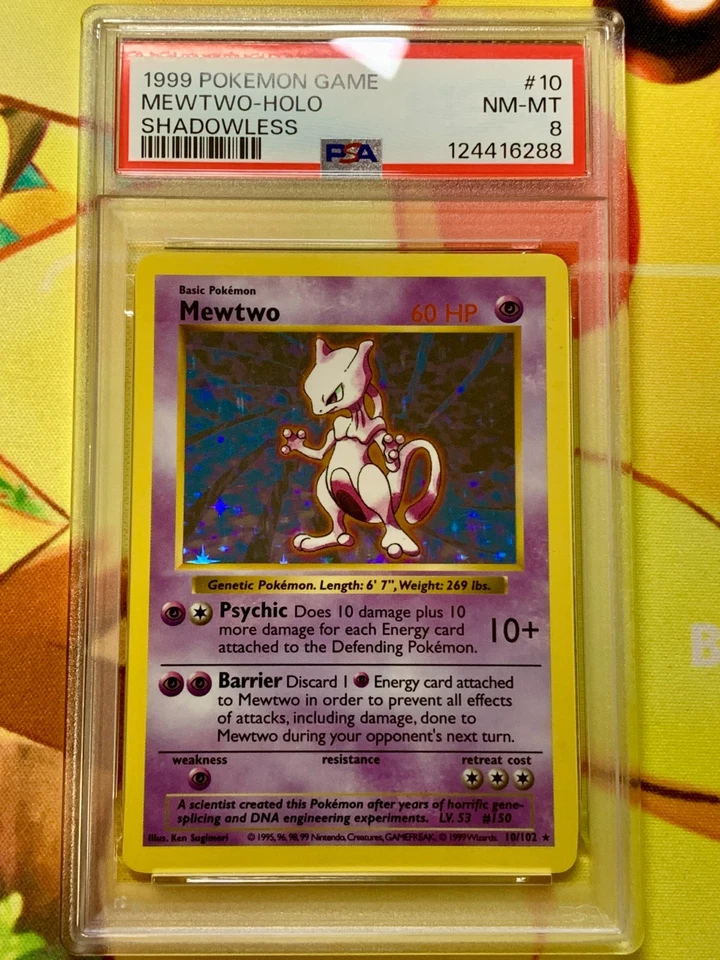 1999 POKEMON GAME #10
MEWTWO-HOLO NM-MT
SHADOWLESS 8
PSA 124416288
Basic Pokémon
Mewtwo 60 HP
Genetic Pokémon. Length: 6' 7", Weight: 269 lbs.
Psychic Does 10 damage plus 10
more damage for each Energy card
attached to the Defending Pokémon.
10+
Barrier Discard 1 Energy card attached
to Mewtwo in order to prevent all effects
of attacks, including damage, done to
Mewtwo during your opponent's next turn.
weakness resistance retreat cost
A scientist created this Pokémon after years of horrific gene-
splicing and DNA engineering experiments. LV. 53 #150
Illus. Ken Sugimori © 1995, 96, 98, 99 Nintendo, Creatures, GAMEFREAK. © 1999 Wizards. 10/102 ★
B